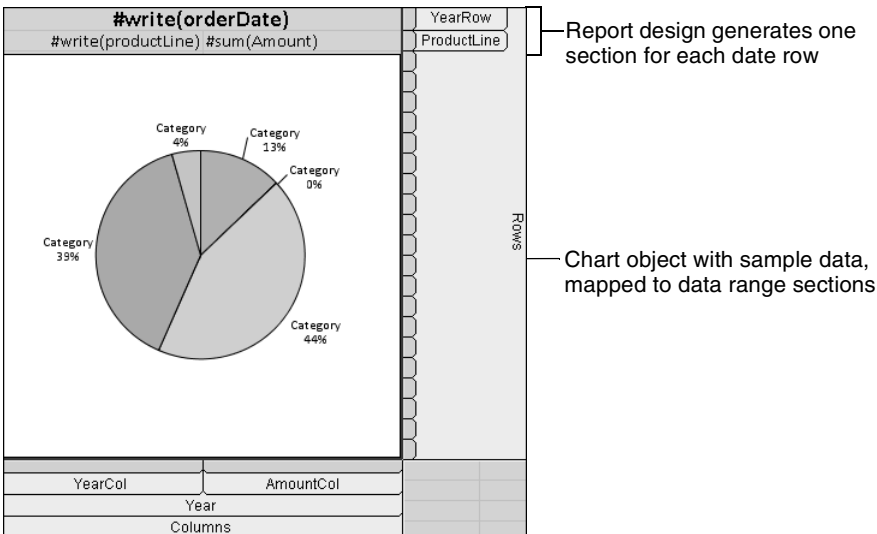 #write(orderDate)
YearRow
#write(productLine) #sum(Amount)
ProductLine
Report design generates one
section for each date row
Category
4%
Category
13%
Category
0%
Category
39%
Category
44%
Rows
Chart object with sample data,
mapped to data range sections
YearCol
AmountCol
Year
Columns